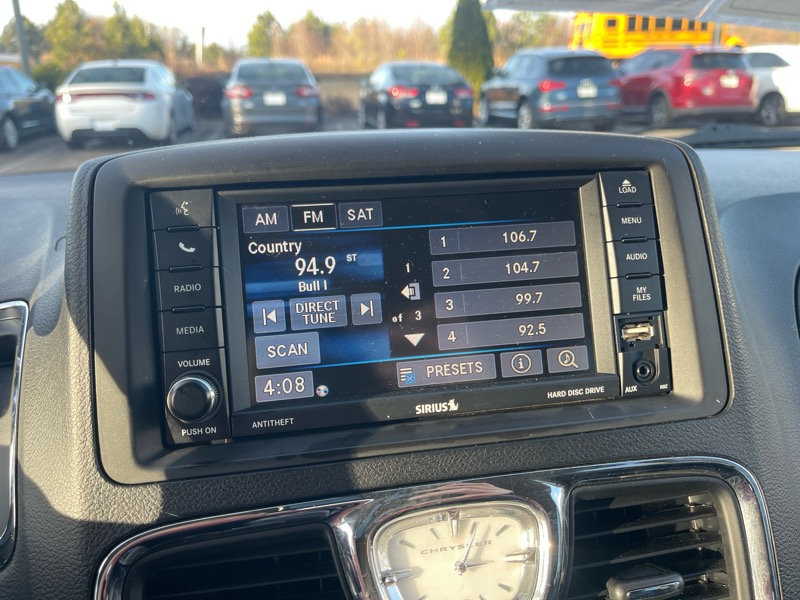 AM FM SAT
Country
94.9 ST
Bull I
DIRECT
TUNE
SCAN
4:08
1
of 3
1 106.7
2 104.7
3 99.7
4 92.5
PRESETS
RADIO
MEDIA
VOLUME
PUSH ON
LOAD
MENU
AUDIO
MY
FILES
AUX
RBZ
ANTITHEFT
SIRIUS
HARD DISC DRIVE
CHRYSLER